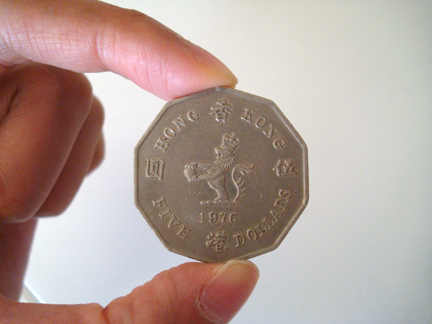 HONG 香 KONG
圓 伍
1976
FIVE 港 DOLLARS